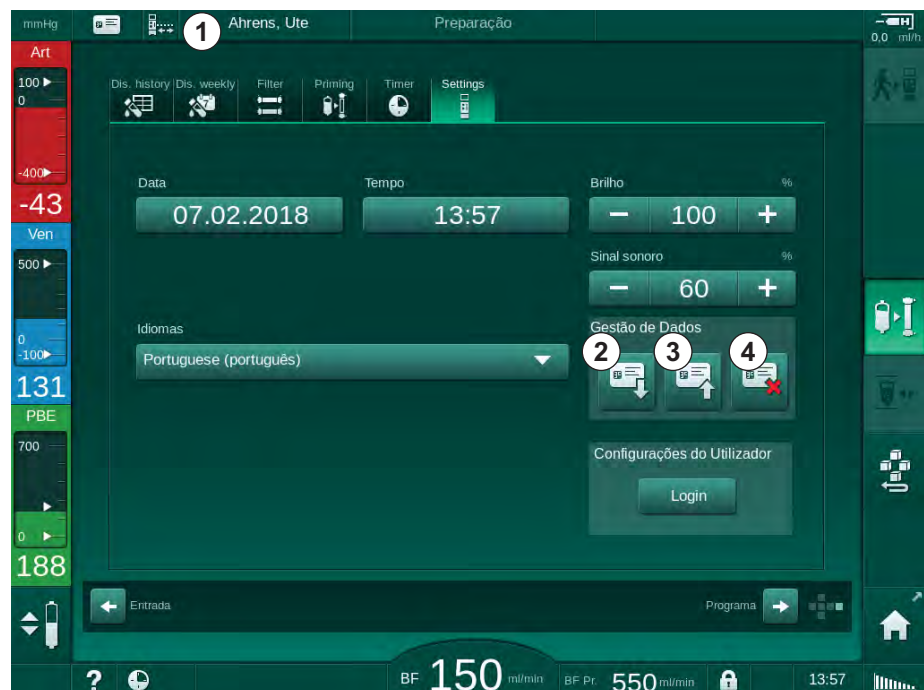 mmHg 1 Ahrens, Ute Preparação 0,0 ml/h
Art
100
0
-400
-43
Ven
500
0
-100
131
PBE
700
0
188
Dis. history Dis. weekly Filter Priming Timer Settings
7
Data Tempo Brilho %
07.02.2018 13:57 − 100 +
Sinal sonoro %
− 60 +
Idiomas Gestão de Dados
Portuguese (português) 2 3 4
Configurações do Utilizador
Login
Entrada Programa
? BF 150 ml/min BF Pr. 550 ml/min 13:57